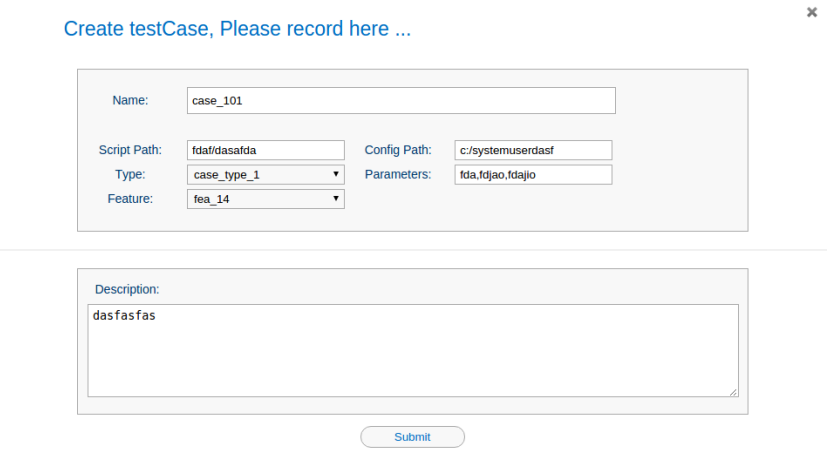 Create testCase, Please record here ...
Name: case_101
Script Path: fdaf/dasafda Config Path: c:/systemuserdasf
Type: case_type_1 Parameters: fda,fdjao,fdajio
Feature: fea_14
Description:
dasfasfas
Submit